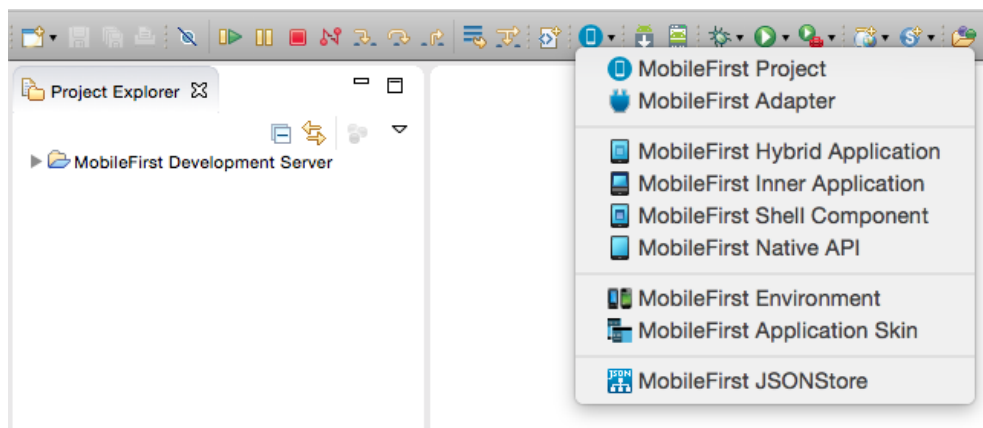 Project Explorer
MobileFirst Development Server
MobileFirst Project
MobileFirst Adapter
MobileFirst Hybrid Application
MobileFirst Inner Application
MobileFirst Shell Component
MobileFirst Native API
MobileFirst Environment
MobileFirst Application Skin
JSON
MobileFirst JSONStore